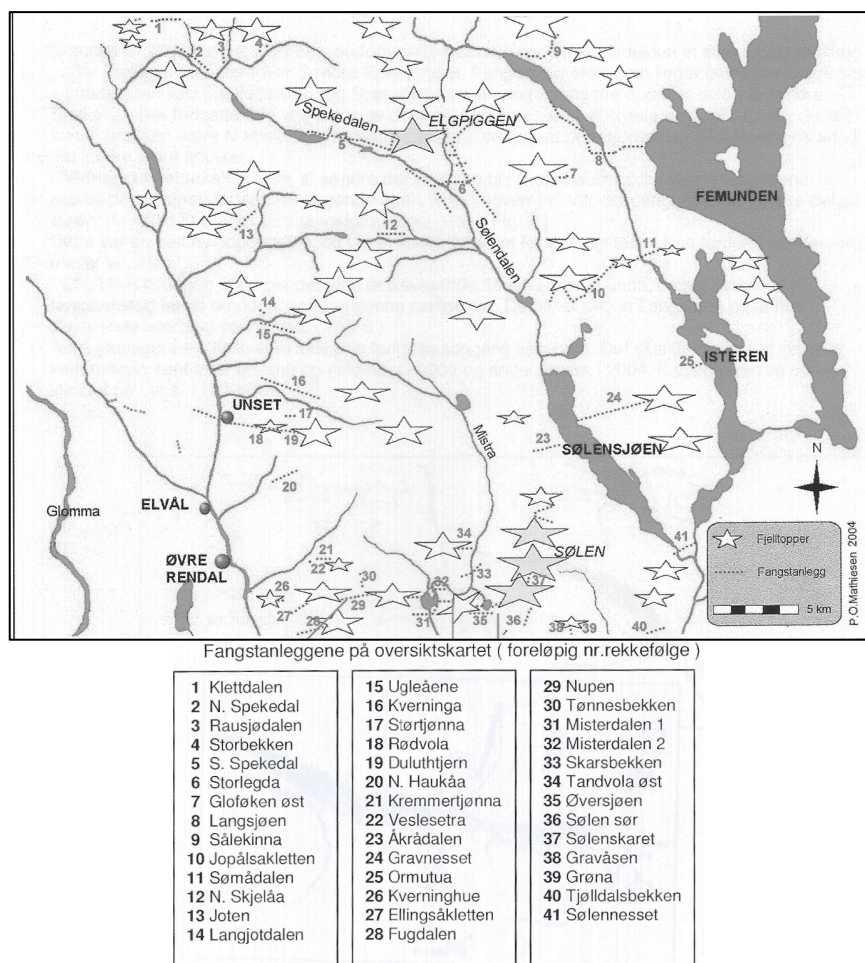 1
2
3
4
9
Spekedalen
ELGPIGGEN
5
6
7
8
FEMUNDEN
13
12
Sølendalen
11
10
14
15
25
ISTEREN
16
17
24
UNSET
18
19
Mistra
23
SØLENSJØEN
N
20
Glomma
ELVÅL
ØVRE
RENDAL
21
22
34
SØLEN
41
Fjelltopper
Fangstanlegg
5 km
P.O.Mathiesen 2004
26
27
28
29
30
31
32
33
35
36
37
38
39
40
Fangstanleggene på oversiktskartet ( foreløpig nr.rekkefølge )
1 Klettdalen
2 N. Spekedal
3 Rausjødalen
4 Storbekken
5 S. Spekedal
6 Storlegda
7 Gloføken øst
8 Langsjøen
9 Sålekinna
10 Jopålsakletten
11 Sømådalen
12 N. Skjelåa
13 Joten
14 Langjotdalen
15 Ugleåene
16 Kverninga
17 Størtjønna
18 Rødvola
19 Duluthtjern
20 N. Haukåa
21 Kremmertjønna
22 Veslesetra
23 Åkrådalen
24 Gravnesset
25 Ormutua
26 Kverninghue
27 Ellingsåkletten
28 Fugdalen
29 Nupen
30 Tønnesbekken
31 Misterdalen 1
32 Misterdalen 2
33 Skarsbekken
34 Tandvola øst
35 Øversjøen
36 Sølen sør
37 Sølenskaret
38 Gravåsen
39 Grøna
40 Tjølldalsbekken
41 Sølennesset